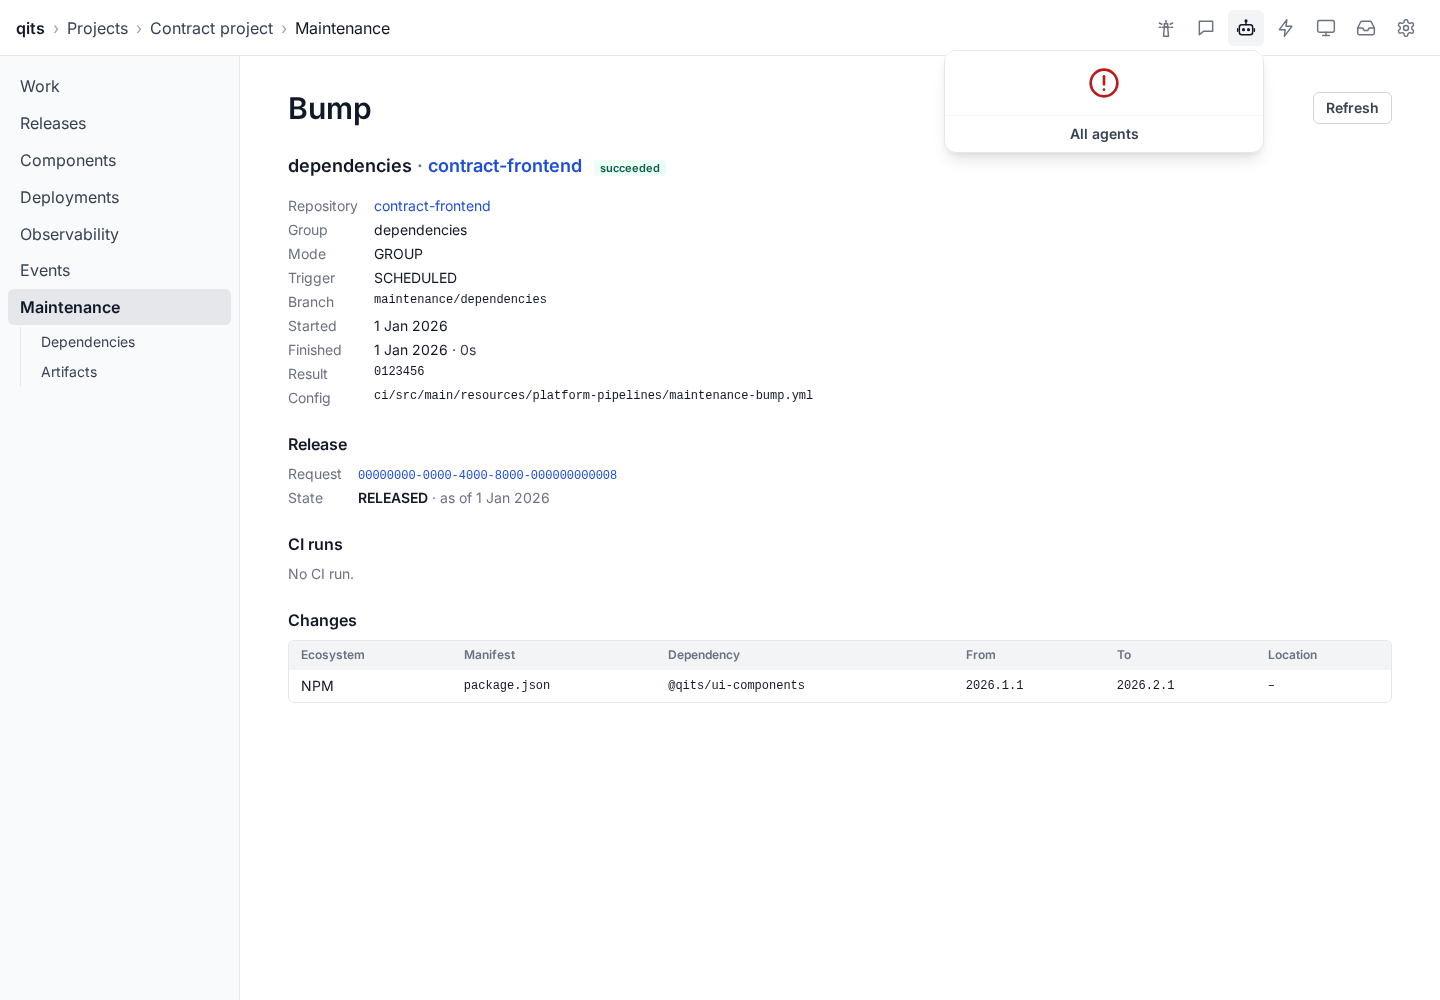 qits › Projects › Contract project › Maintenance
Work
Releases
Components
Deployments
Observability
Events
Maintenance
Dependencies
Artifacts
All agents
Bump
Refresh
dependencies · contract-frontend succeeded
Repository contract-frontend
Group dependencies
Mode GROUP
Trigger SCHEDULED
Branch maintenance/dependencies
Started 1 Jan 2026
Finished 1 Jan 2026 · 0s
Result 0123456
Config ci/src/main/resources/platform-pipelines/maintenance-bump.yml
Release
Request 00000000-0000-4000-8000-000000000008
State RELEASED · as of 1 Jan 2026
CI runs
No CI run.
Changes
Ecosystem Manifest Dependency From To Location
NPM package.json @qits/ui-components 2026.1.1 2026.2.1 –